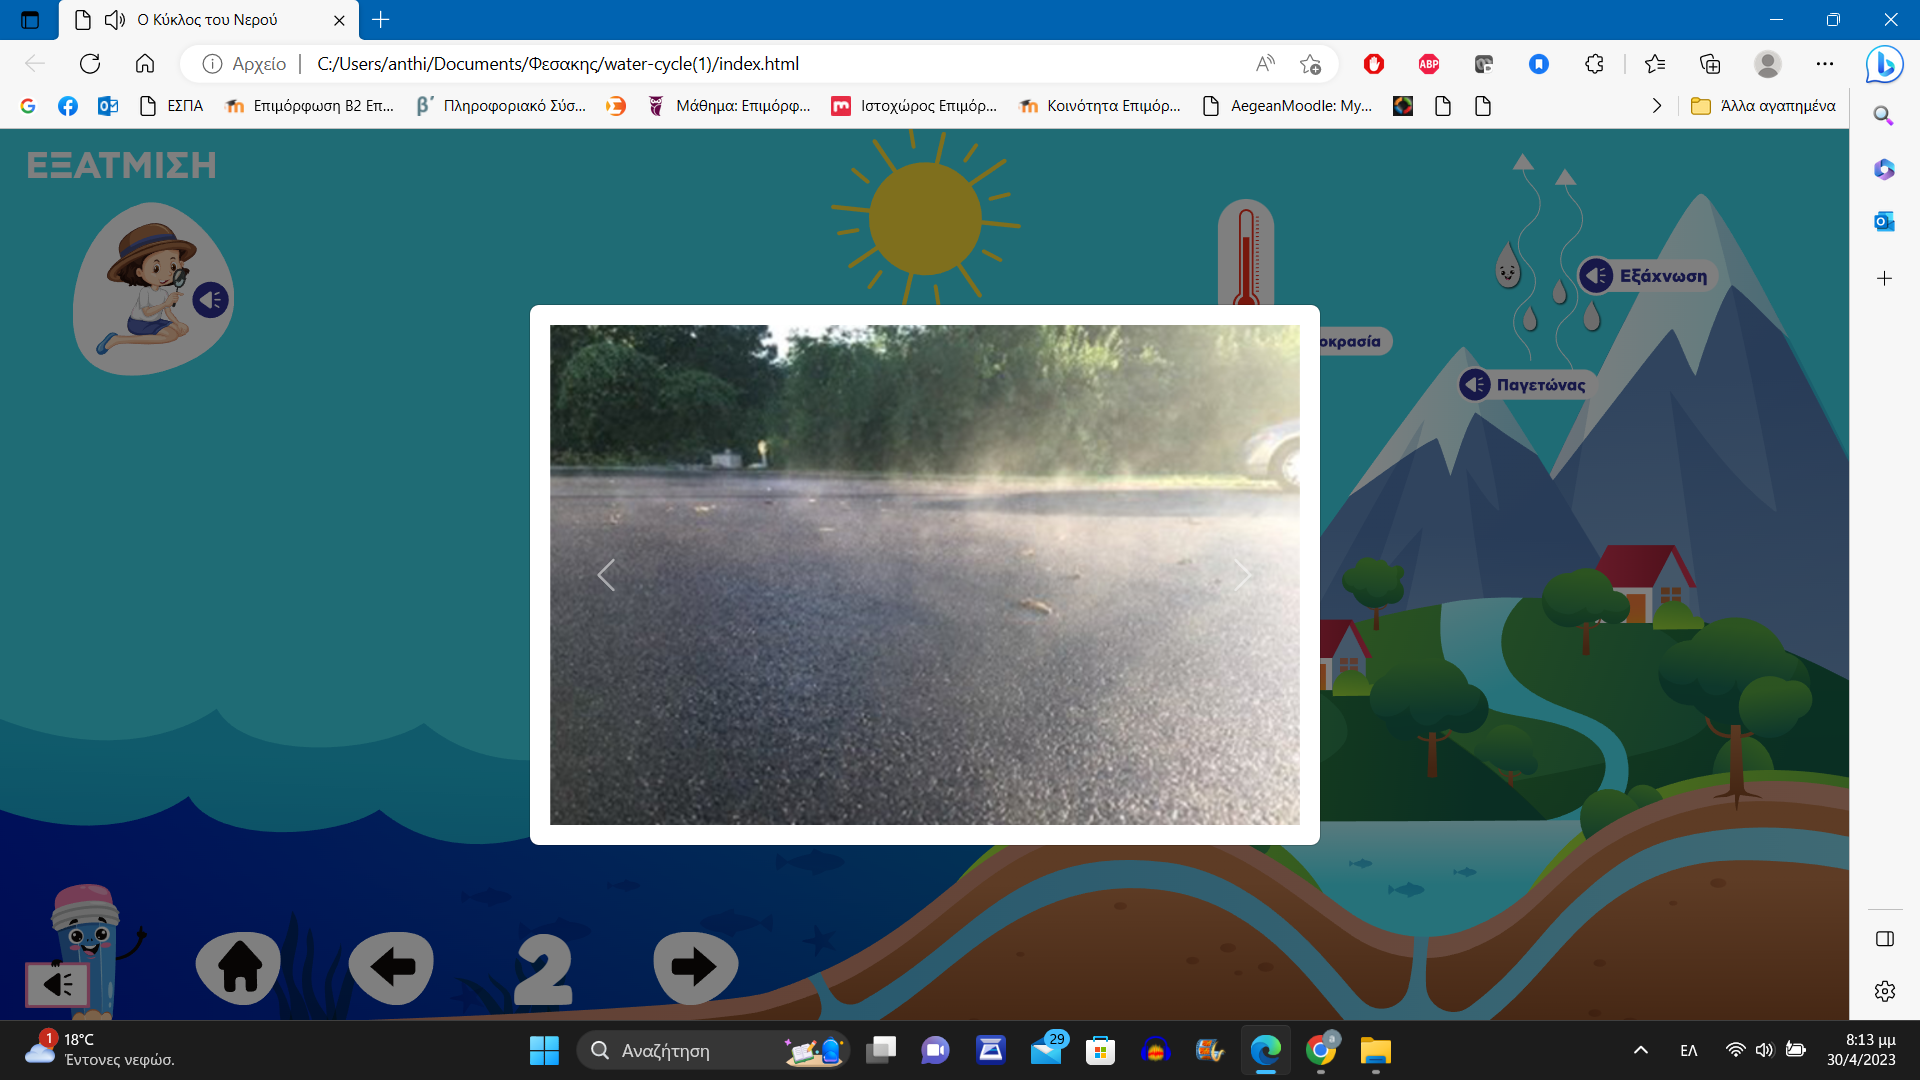 Ο Κύκλος του Νερού
Αρχείο
C:/Users/anthi/Documents/Φεσακης/water-cycle(1)/index.html
ABP
ΕΣΠΑ
Επιμόρφωση Β2 Επ...
Πληροφοριακό Σύσ...
Μάθημα: Επιμόρφ...
Ιστοχώρος Επιμόρ...
Κοινότητα Επιμόρ...
AegeanMoodle: My...
Άλλα αγαπημένα
ΕΞΑΤΜΙΣΗ
Εξάχνωση
οκρασία
Παγετώνας
2
1
18°C
Έντονες νεφώσ.
Αναζήτηση
29
a
ΕΛ
8:13 μμ
30/4/2023